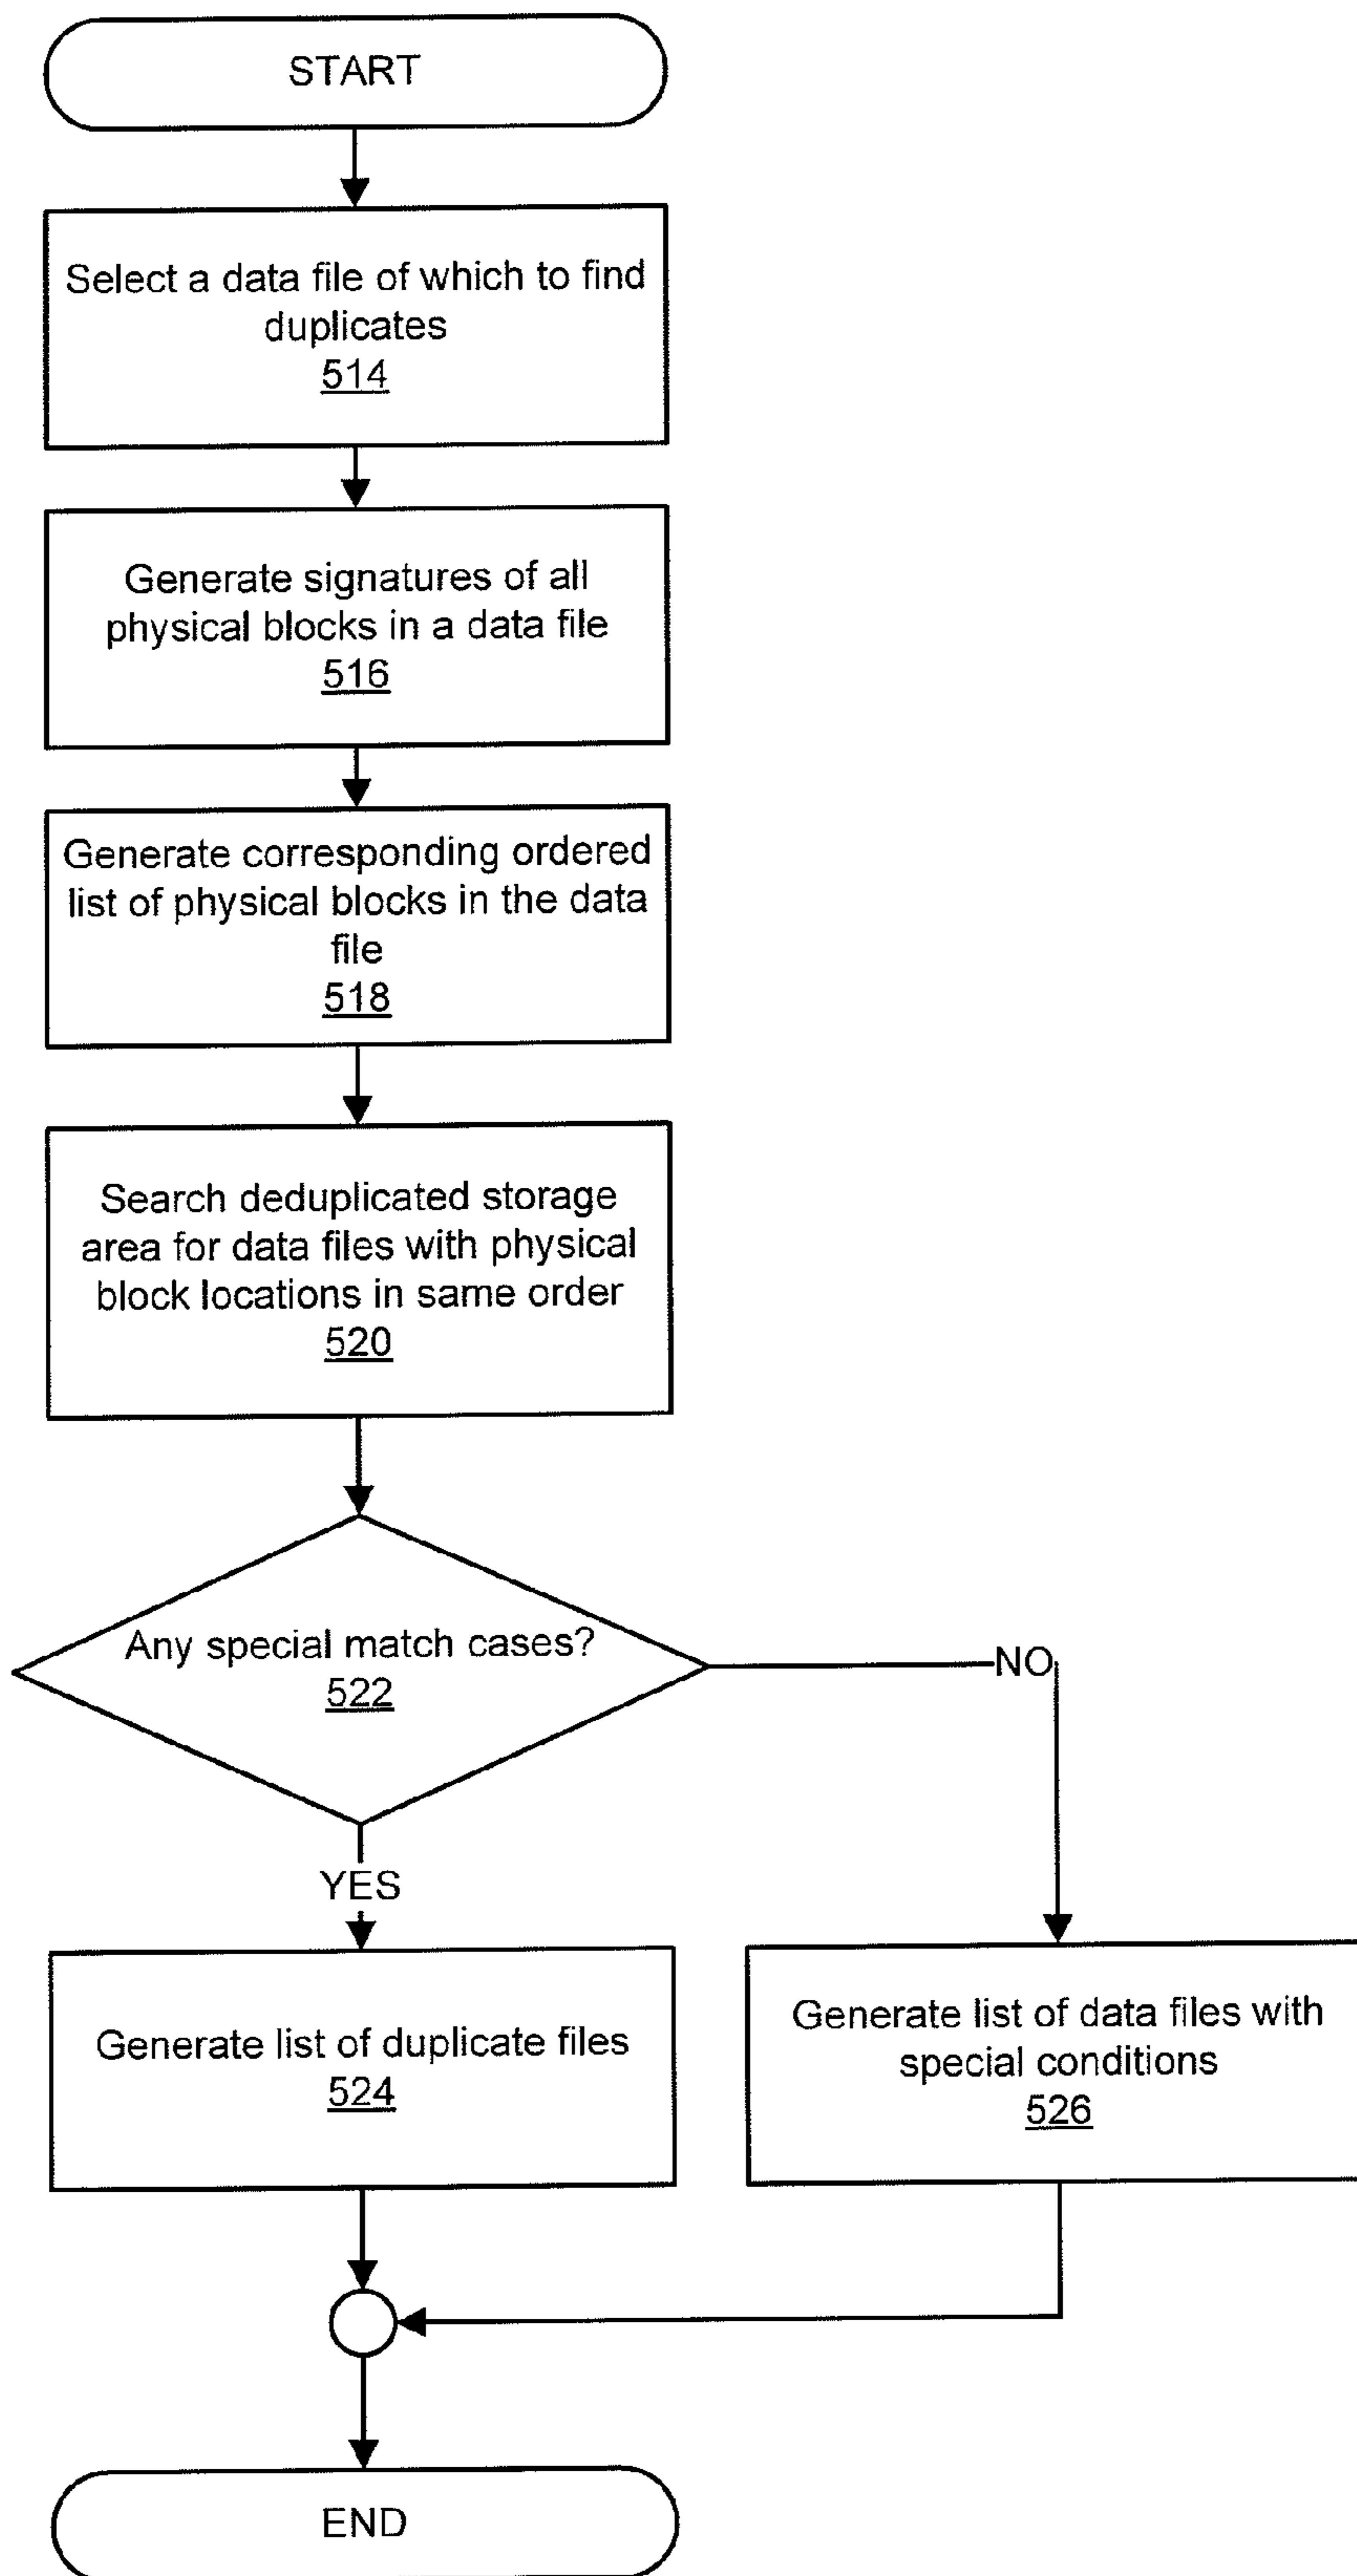 START
Select a data file of which to find
duplicates
514
Generate signatures of all
physical blocks in a data file
516
Generate corresponding ordered
list of physical blocks in the data
file
518
Search deduplicated storage
area for data files with physical
block locations in same order
520
Any special match cases?
522
NO
YES
Generate list of duplicate files
524
Generate list of data files with
special conditions
526
END